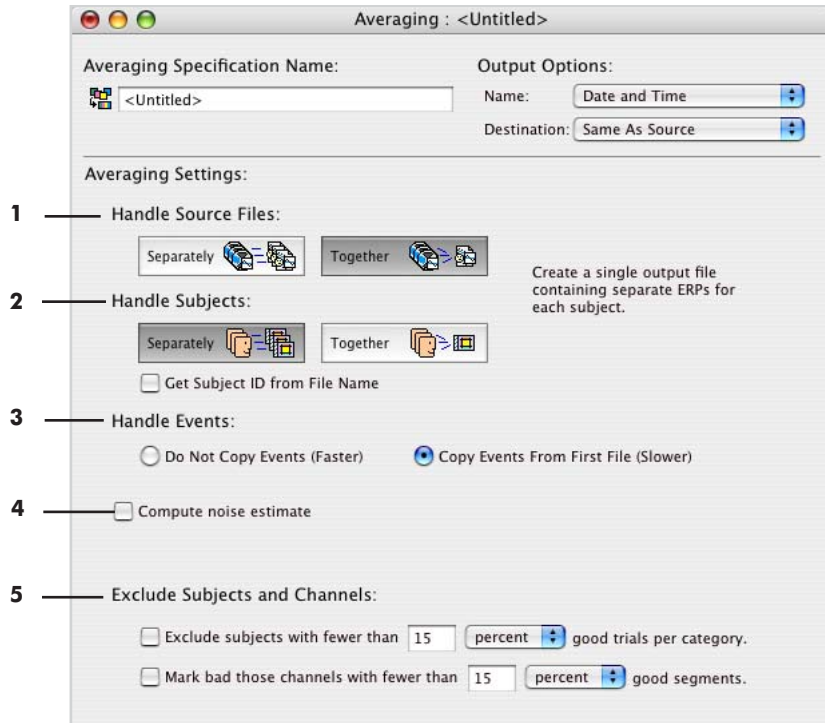 Averaging : <Untitled>
Averaging Specification Name:
<Untitled>
Output Options:
Name: Date and Time
Destination: Same As Source
Averaging Settings:
1 Handle Source Files:
Separately Together
Create a single output file
containing separate ERPs for
each subject.
2 Handle Subjects:
Separately Together
Get Subject ID from File Name
3 Handle Events:
Do Not Copy Events (Faster) Copy Events From First File (Slower)
4 Compute noise estimate
5 Exclude Subjects and Channels:
Exclude subjects with fewer than 15 percent good trials per category.
Mark bad those channels with fewer than 15 percent good segments.